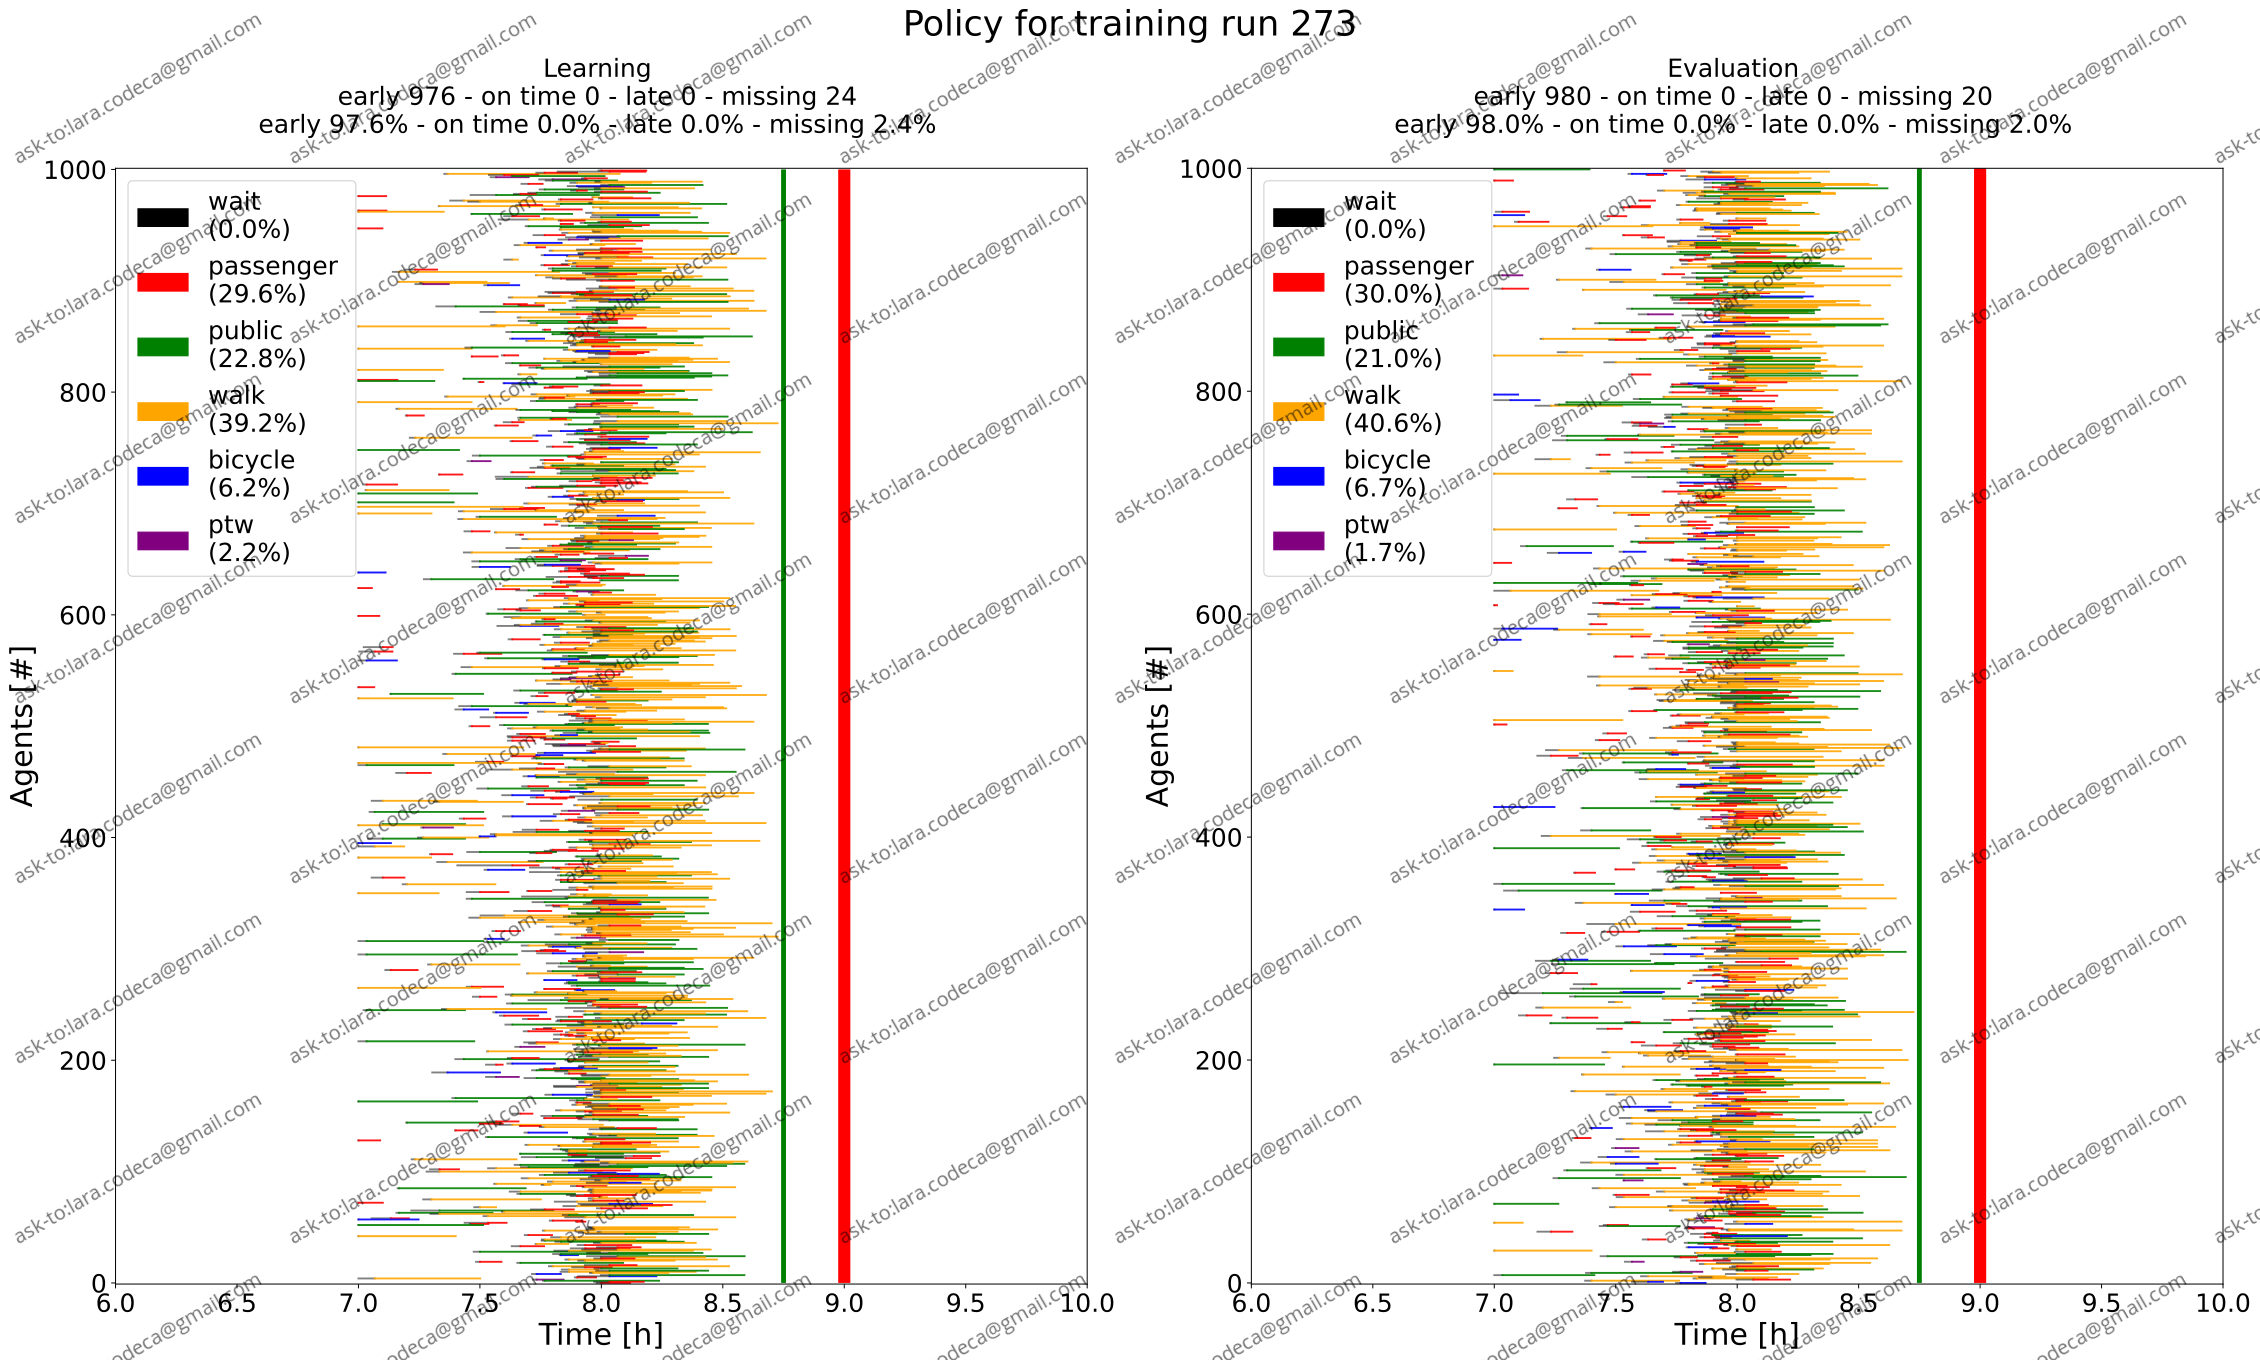 Policy for training run 273
Learning
early 976 - on time 0 - late 0 - missing 24
early 97.6% - on time 0.0% - late 0.0% - missing 2.4%
1000
800
600
400
200
0
Agents [#]
wait
(0.0%)
passenger
(29.6%)
public
(22.8%)
walk
(39.2%)
bicycle
(6.2%)
ptw
(2.2%)
6.0 6.5 7.0 7.5 8.0 8.5 9.0 9.5 10.0
Time [h]
Evaluation
early 980 - on time 0 - late 0 - missing 20
early 98.0% - on time 0.0% - late 0.0% - missing 2.0%
1000
800
600
400
200
0
Agents [#]
wait
(0.0%)
passenger
(30.0%)
public
(21.0%)
walk
(40.6%)
bicycle
(6.7%)
ptw
(1.7%)
6.0 6.5 7.0 7.5 8.0 8.5 9.0 9.5 10.0
Time [h]
ask-to:lara.codeca@gmail.com